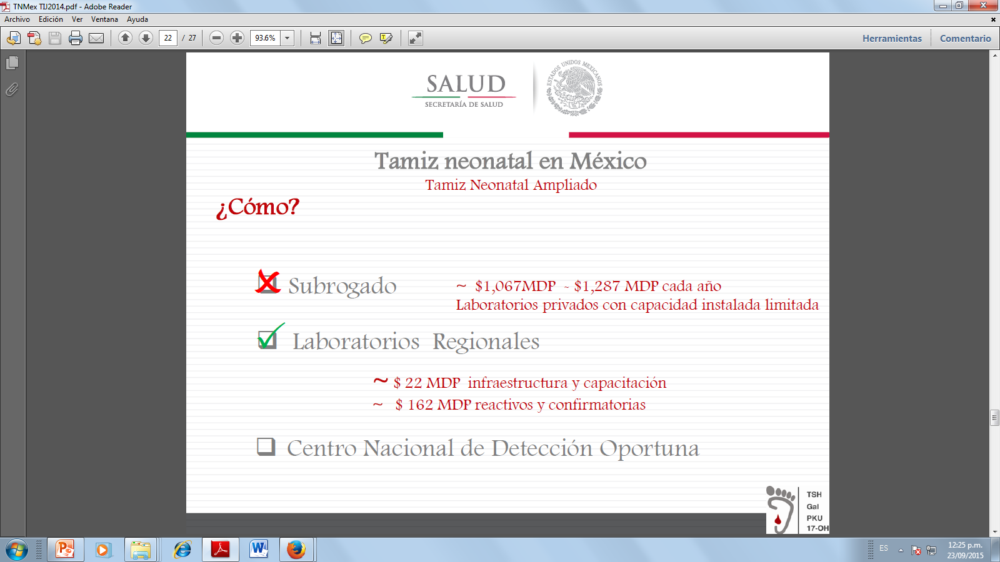 TNMex TIJ2014.pdf - Adobe Reader
Archivo Edición Ver Ventana Ayuda
22 / 27 93.6% Herramientas Comentario
SALUD
SECRETARÍA DE SALUD
ESTADOS UNIDOS MEXICANOS
Tamiz neonatal en México
Tamiz Neonatal Ampliado
¿Cómo?
Subrogado ~ $1,067MDP ~ $1,287 MDP cada año
Laboratorios privados con capacidad instalada limitada
Laboratorios Regionales
~ $ 22 MDP infraestructura y capacitación
~ $ 162 MDP reactivos y confirmatorias
Centro Nacional de Detección Oportuna
TSH
Gal
PKU
17-OH
ES 12:25 p.m.
23/09/2015